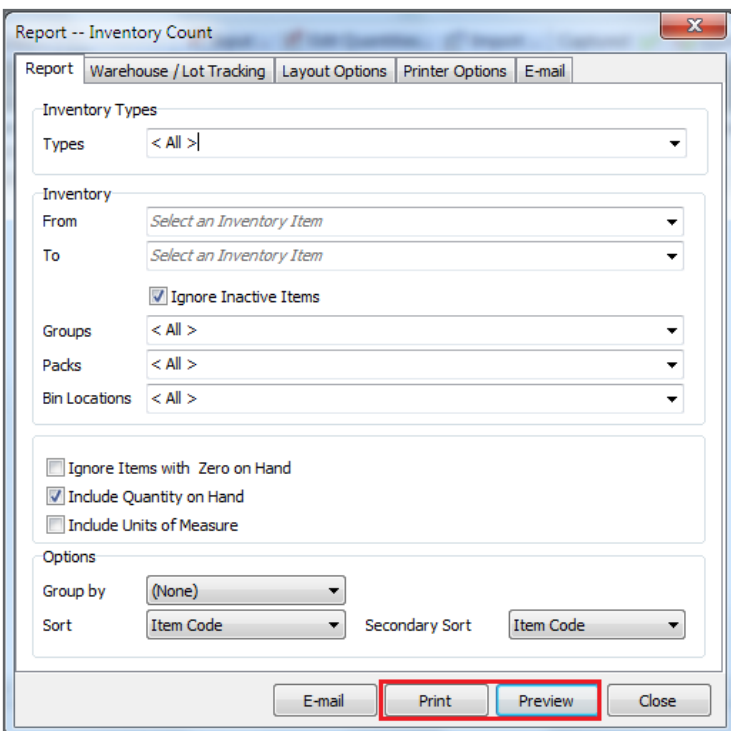 Report -- Inventory Count
Report Warehouse / Lot Tracking Layout Options Printer Options E-mail
Inventory Types
Types < All >
Inventory
From Select an Inventory Item
To Select an Inventory Item
Ignore Inactive Items
Groups < All >
Packs < All >
Bin Locations < All >
Ignore Items with Zero on Hand
Include Quantity on Hand
Include Units of Measure
Options
Group by (None)
Sort Item Code Secondary Sort Item Code
E-mail Print Preview Close